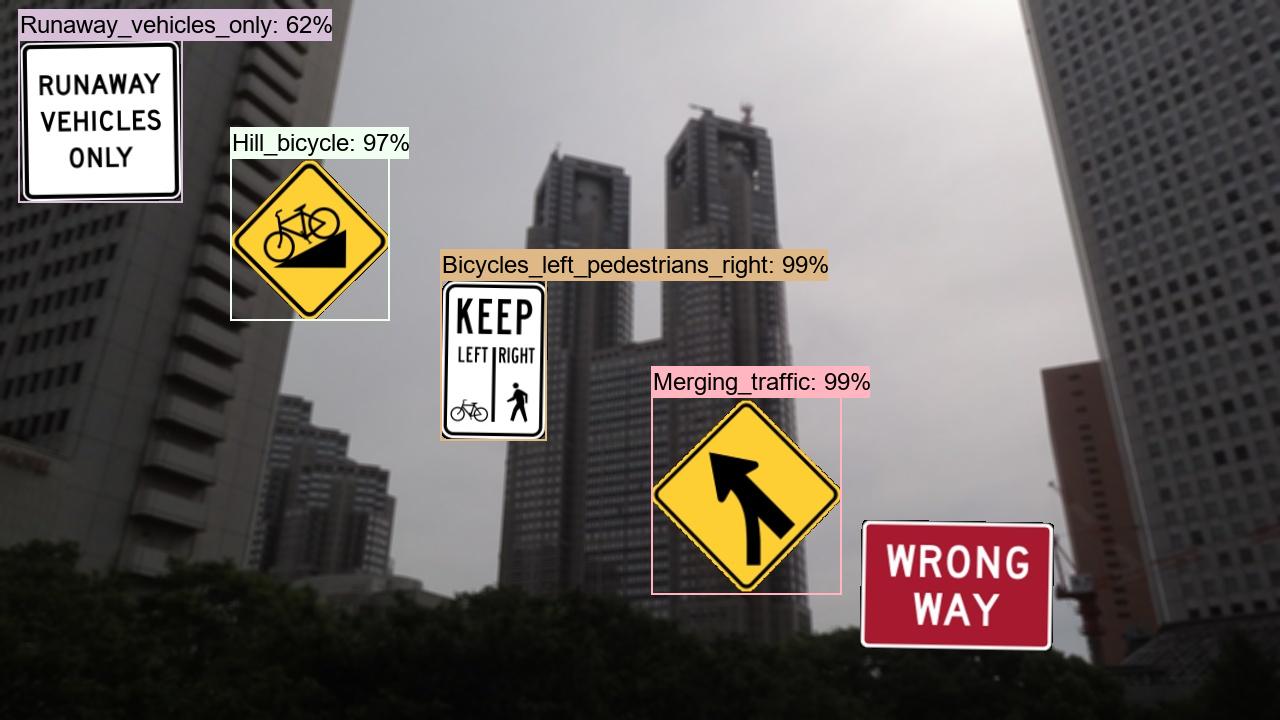 Runaway_vehicles_only: 62%
RUNAWAY
VEHICLES
ONLY
Hill_bicycle: 97%
Bicycles_left_pedestrians_right: 99%
KEEP
LEFT RIGHT
Merging_traffic: 99%
WRONG
WAY